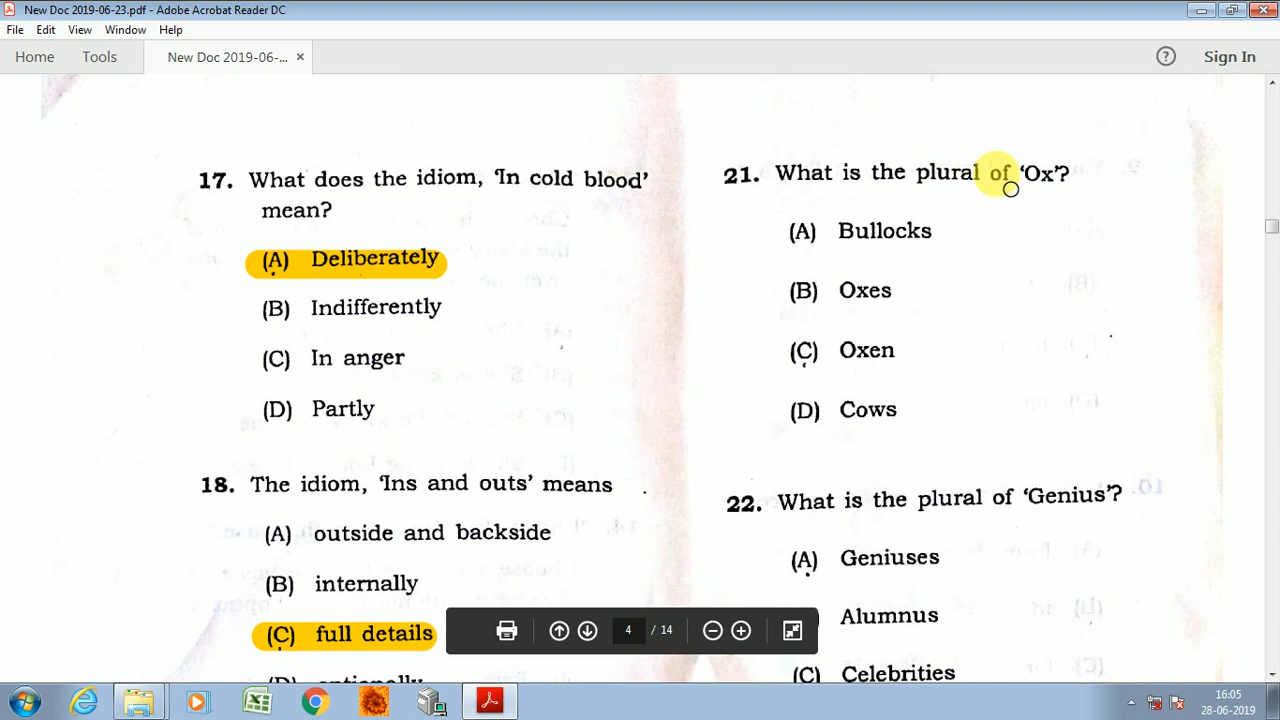 New Doc 2019-06-23.pdf - Adobe Acrobat Reader DC
File Edit View Window Help
Home Tools New Doc 2019-06-... × ? Sign In
17. What does the idiom, 'In cold blood'
mean?
(A) Deliberately
(B) Indifferently
(C) In anger
(D) Partly
18. The idiom, 'Ins and outs' means
(A) outside and backside
(B) internally
(C) full details
21. What is the plural of 'Ox'?
(A) Bullocks
(B) Oxes
(C) Oxen
(D) Cows
22. What is the plural of 'Genius'?
(A) Geniuses
Alumnus
(C) Celebrities
4 / 14
16:05
28-06-2019